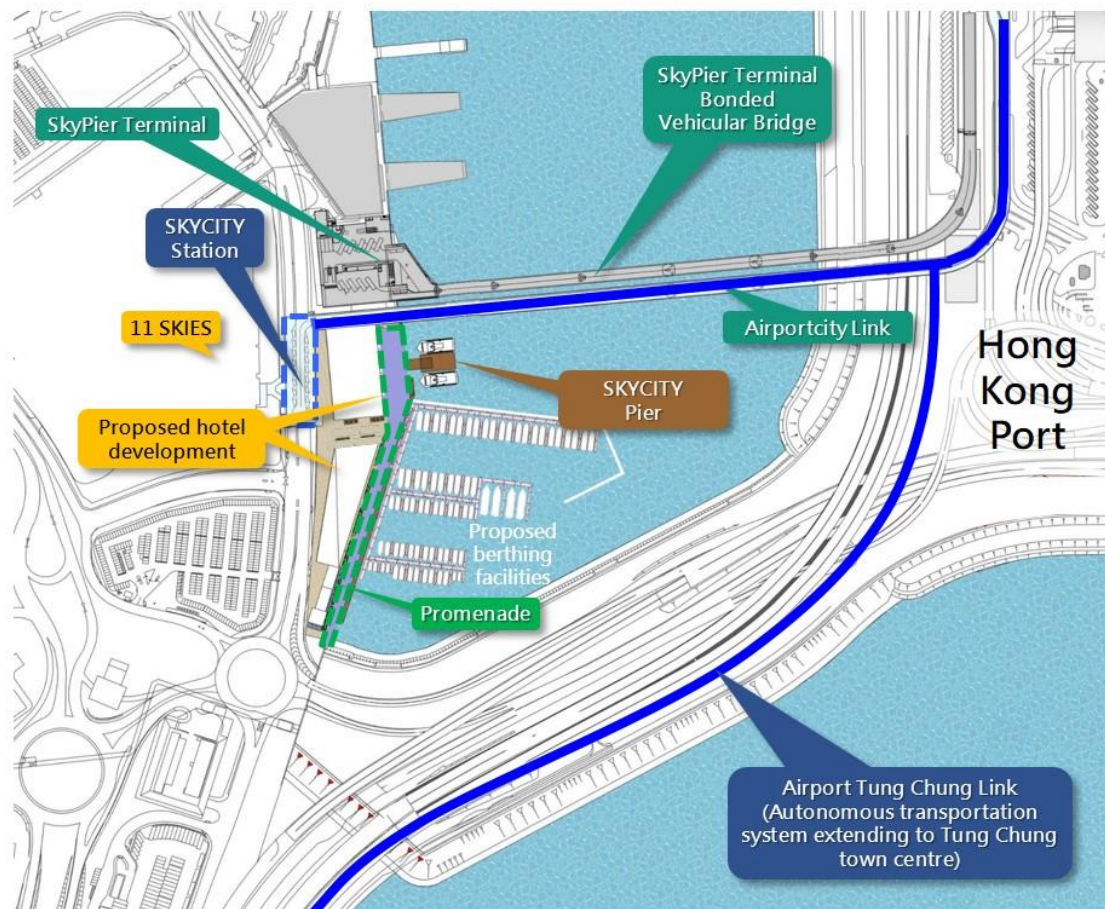 SkyPier Terminal
Bonded
Vehicular Bridge
SkyPier Terminal
SKYCITY
Station
11 SKIES
Airportcity Link
Hong
Kong
Port
SKYCITY
Pier
Proposed hotel
development
Proposed
berthing
facilities
Promenade
Airport Tung Chung Link
(Autonomous transportation
system extending to Tung Chung
town centre)